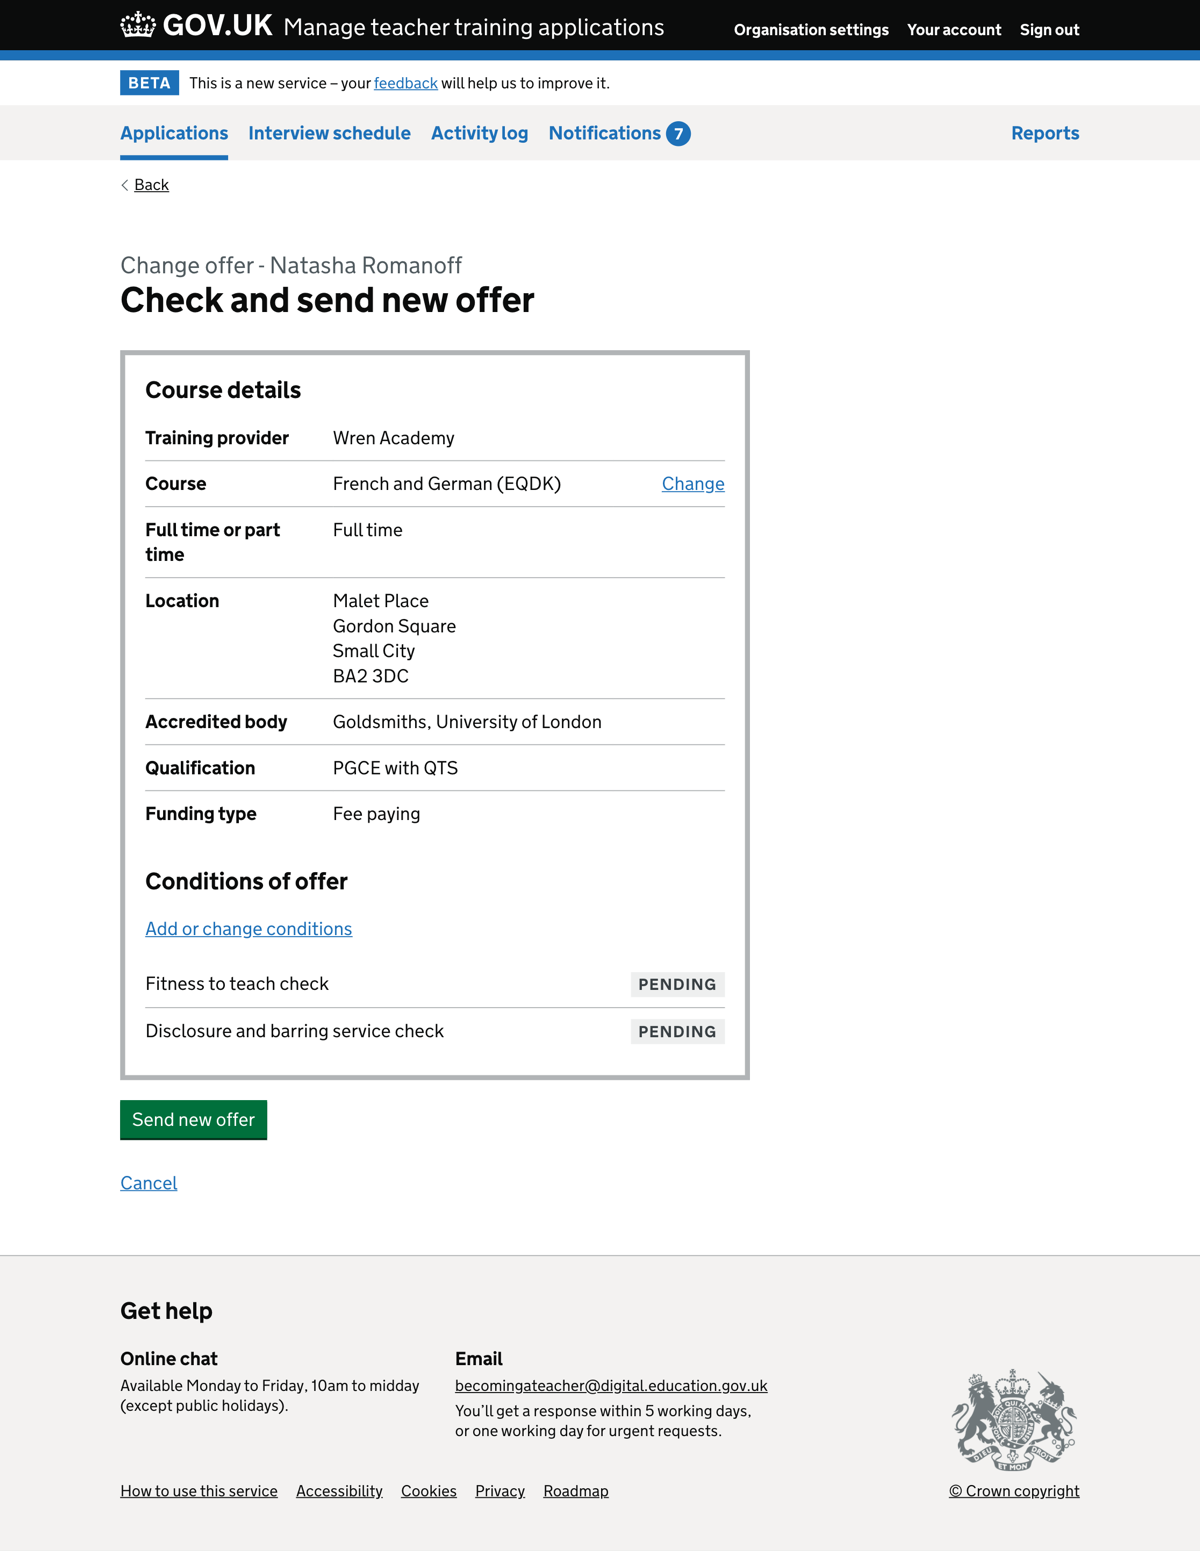 GOV.UK Manage teacher training applications Organisation settings Your account Sign out
BETA This is a new service – your feedback will help us to improve it.
Applications Interview schedule Activity log Notifications 7 Reports
Back
Change offer - Natasha Romanoff
Check and send new offer
Course details
Training provider Wren Academy
Course French and German (EQDK) Change
Full time or part Full time
time
Location Malet Place
Gordon Square
Small City
BA2 3DC
Accredited body Goldsmiths, University of London
Qualification PGCE with QTS
Funding type Fee paying
Conditions of offer
Add or change conditions
Fitness to teach check PENDING
Disclosure and barring service check PENDING
Send new offer
Cancel
Get help
Online chat
Available Monday to Friday, 10am to midday
(except public holidays).
Email
becomingateacher@digital.education.gov.uk
You’ll get a response within 5 working days,
or one working day for urgent requests.
DIEU ET MON DROIT
How to use this service Accessibility Cookies Privacy Roadmap © Crown copyright